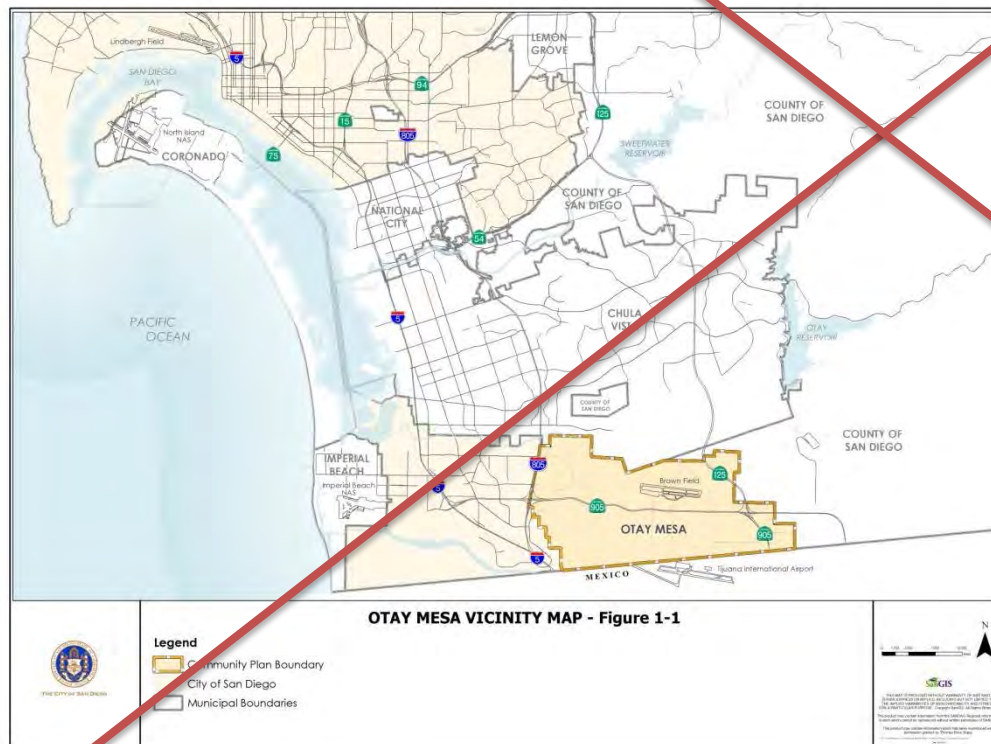 Lindbergh Field
5
LEMON
GROVE
SAN DIEGO
BAY
94
COUNTY OF
SAN DIEGO
125
15
805
North Island
NAS
CORONADO
75
SWEETWATER
RESERVOIR
COUNTY OF
SAN DIEGO
NATIONAL
CITY
54
PACIFIC
OCEAN
5
CHULA
VISTA
OTAY
RESERVOIR
COUNTY OF
SAN DIEGO
COUNTY OF
SAN DIEGO
IMPERIAL
BEACH
Imperial Beach
NAS
805
5
125
Brown Field
905
OTAY MESA
905
5
MEXICO
Tijuana International Airport
OTAY MESA VICINITY MAP - Figure 1-1
Legend
Community Plan Boundary
City of San Diego
Municipal Boundaries
THE CITY OF SAN DIEGO
N
SanGIS